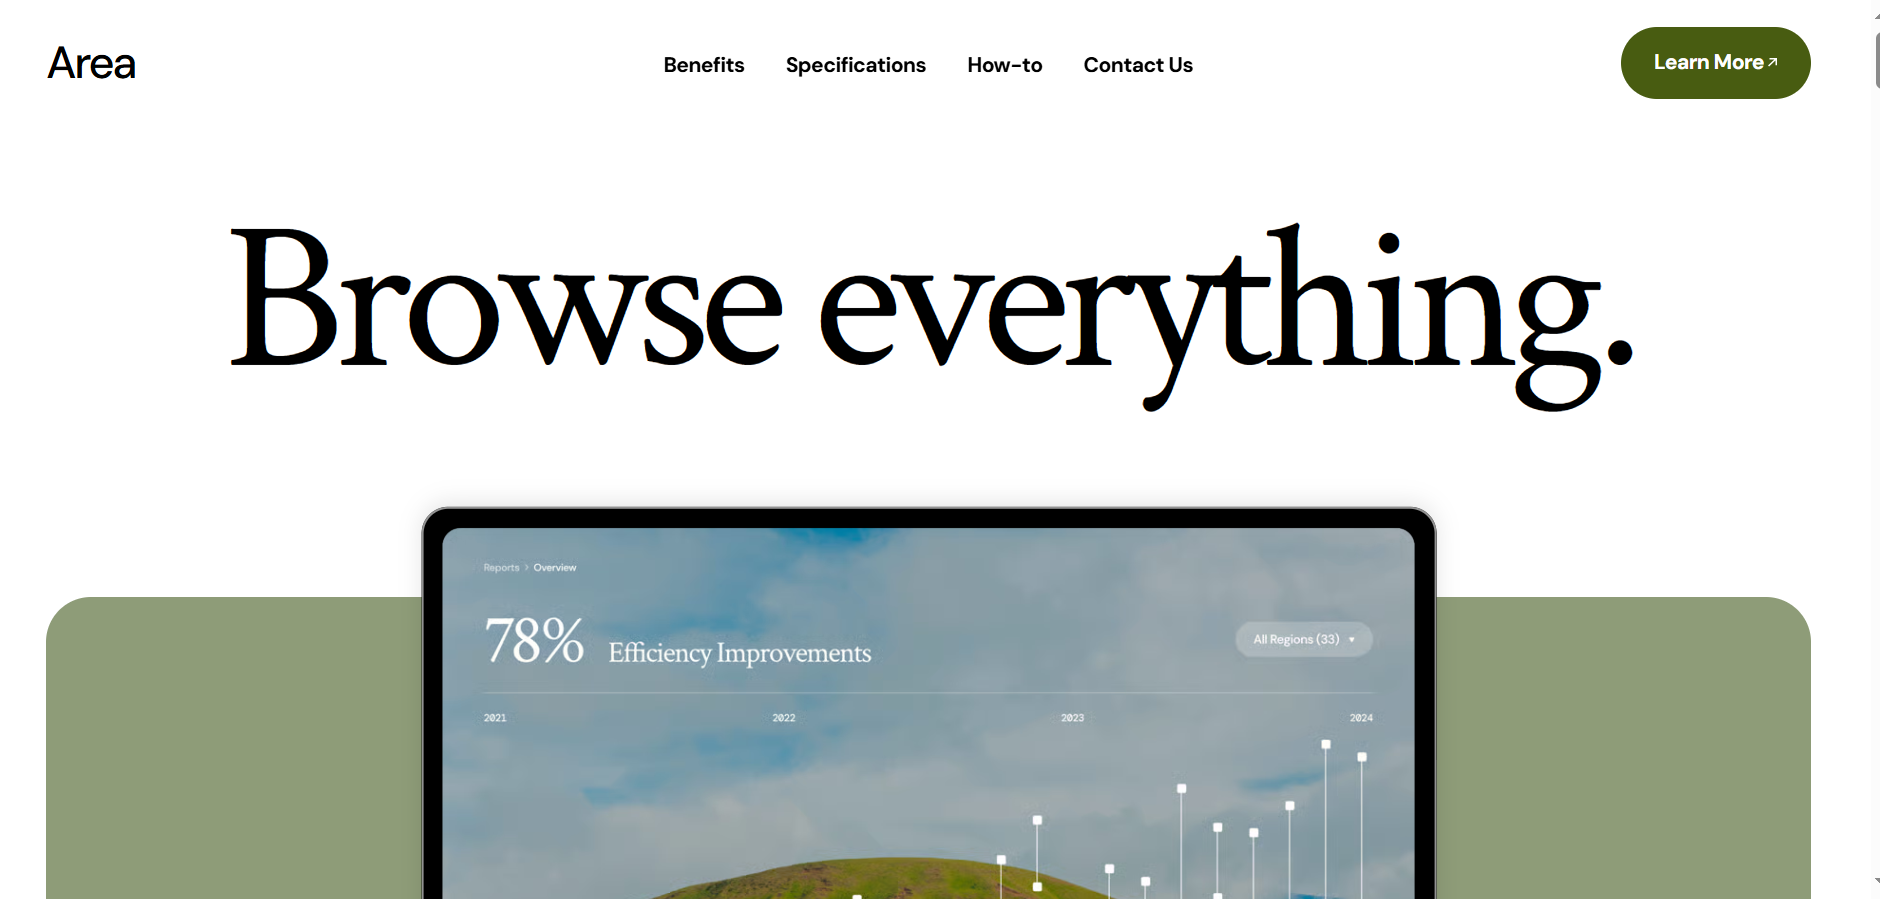 Area
Benefits Specifications How-to Contact Us
Learn More
Browse everything.
Reports > Overview
78% Efficiency Improvements
All Regions (33)
2021 2022 2023 2024